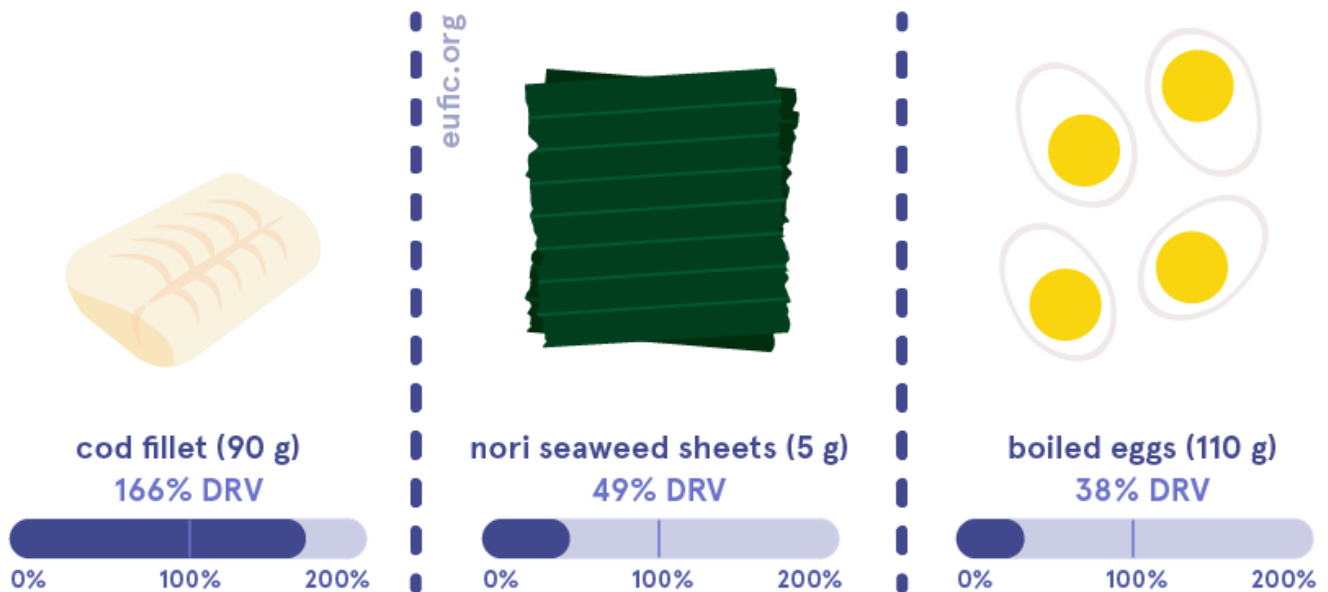 eufic.org
cod fillet (90 g)
166% DRV
0% 100% 200%
nori seaweed sheets (5 g)
49% DRV
0% 100% 200%
boiled eggs (110 g)
38% DRV
0% 100% 200%